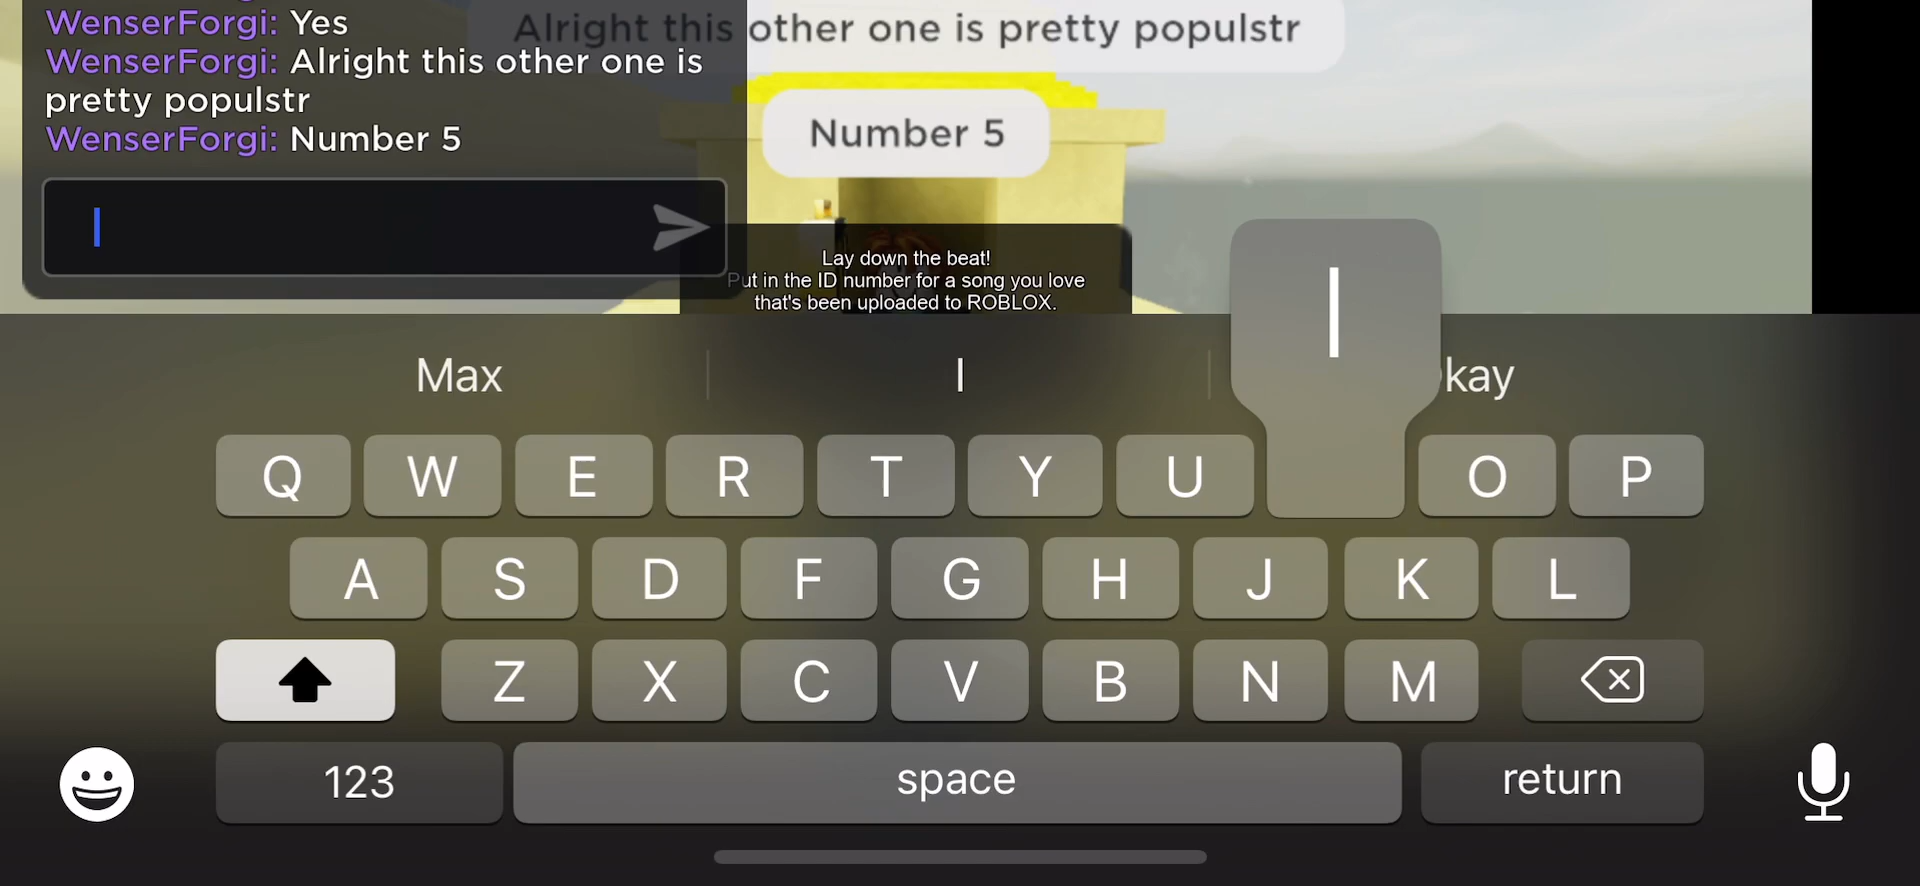 WenserForgi: Yes
WenserForgi: Alright this other one is
pretty populstr
WenserForgi: Number 5
Alright this other one is pretty populstr
Number 5
Lay down the beat!
Put in the ID number for a song you love
that's been uploaded to ROBLOX.
Max I kay
I
Q W E R T Y U O P
A S D F G H J K L
Z X C V B N M
123 space return